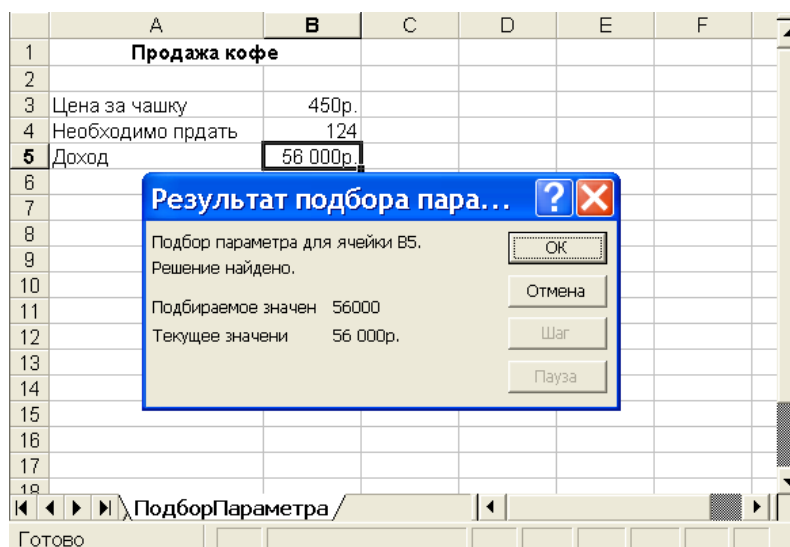 A B C D E F
1 Продажа кофе
2
3 Цена за чашку 450р.
4 Необходимо прдать 124
5 Доход 56 000р.
6
7
8
9
10
11
12
13
14
15
16
17
18
Результат подбора пара... ?
Подбор параметра для ячейки B5.
Решение найдено.
Подбираемое значен 56000
Текущее значени 56 000р.
ОК
Отмена
Шаг
Пауза
ПодборПараметра
Готово